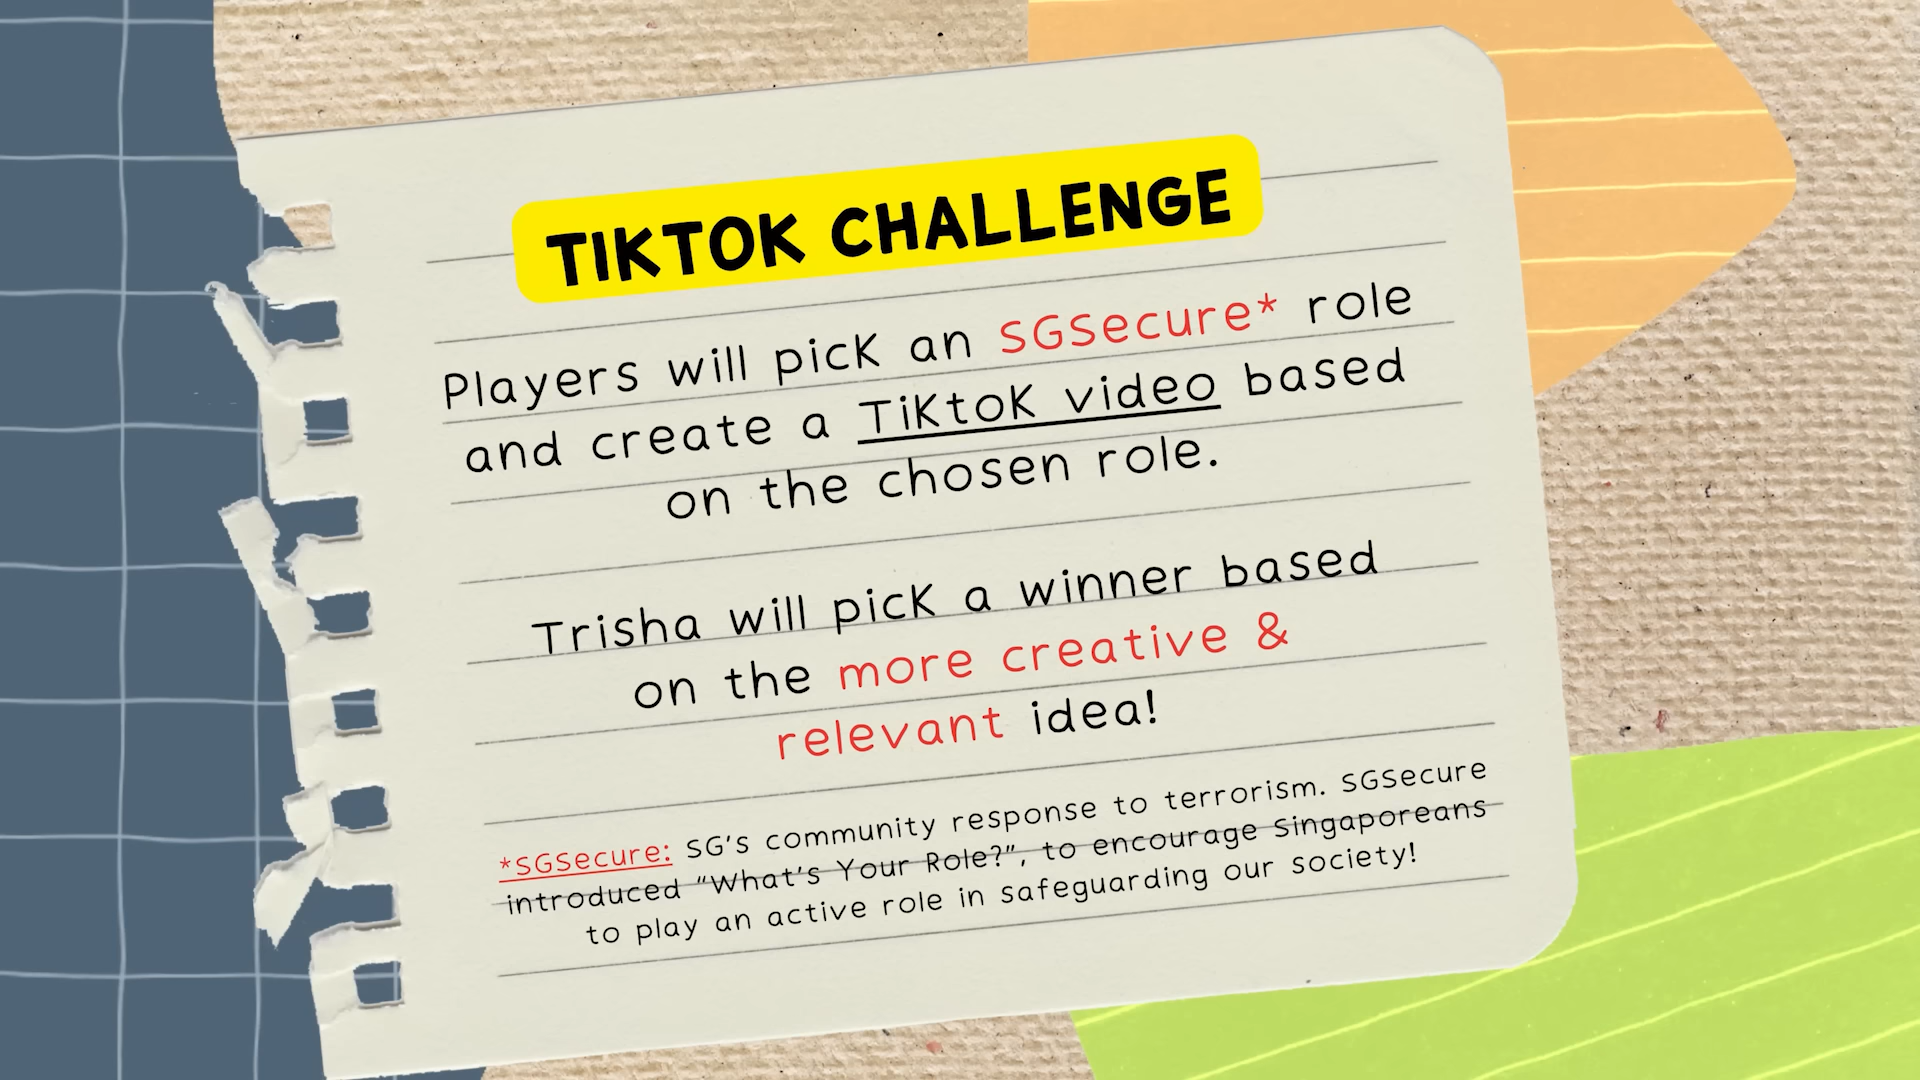 TIKTOK CHALLENGE
Players will pick an SGSecure* role
and create a TikTok video based
on the chosen role.
Trisha will pick a winner based
on the more creative &
relevant idea!
*SGSecure: SG's community response to terrorism. SGSecure
introduced "What's Your Role?", to encourage Singaporeans
to play an active role in safeguarding our society!